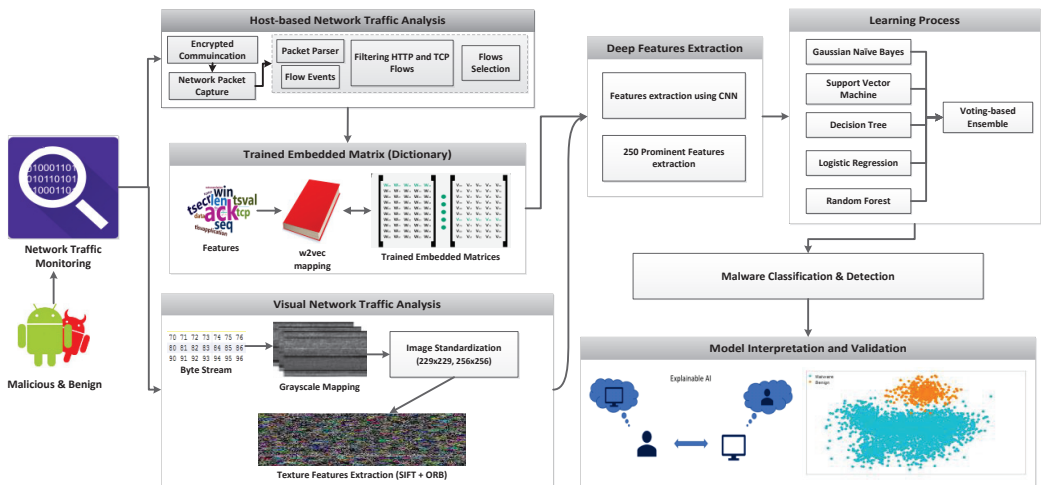 Host-based Network Traffic Analysis
Encrypted
Commuincation
Network Packet
Capture
Packet Parser
Flow Events
Filtering HTTP and TCP
Flows
Flows
Selection
Trained Embedded Matrix (Dictionary)
win
tsecr
len
tsval
data
ack
tcp
seq
Features
w2vec
mapping
Trained Embedded Matrices
010001101
010110101
10001101
Network Traffic
Monitoring
Malicious & Benign
Visual Network Traffic Analysis
70 71 72 73 74 75 76
80 81 82 83 84 85 86
90 91 92 93 94 95 96
Byte Stream
Grayscale Mapping
Image Standardization
(229x229, 256x256)
Texture Features Extraction (SIFT + ORB)
Deep Features Extraction
Features extraction using CNN
250 Prominent Features
extraction
Learning Process
Gaussian Naïve Bayes
Support Vector
Machine
Decision Tree
Logistic Regression
Random Forest
Voting-based
Ensemble
Malware Classification & Detection
Model Interpretation and Validation
Explainable AI
Malware
Benign